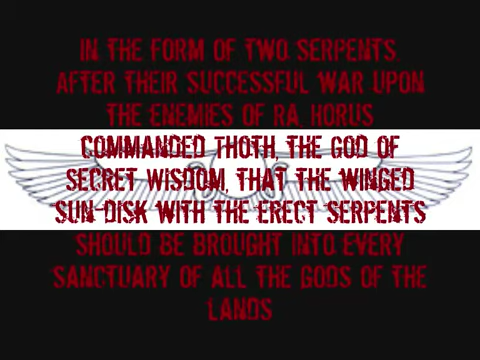 IN THE FORM OF TWO SERPENTS.
AFTER THEIR SUCCESSFUL WAR UPON
THE ENEMIES OF RA, HORUS
COMMANDED THOTH, THE GOD OF
SECRET WISDOM, THAT THE WINGED
SUN-DISK WITH THE ERECT SERPENTS
SHOULD BE BROUGHT INTO EVERY
SANCTUARY OF ALL THE GODS OF THE
LANDS